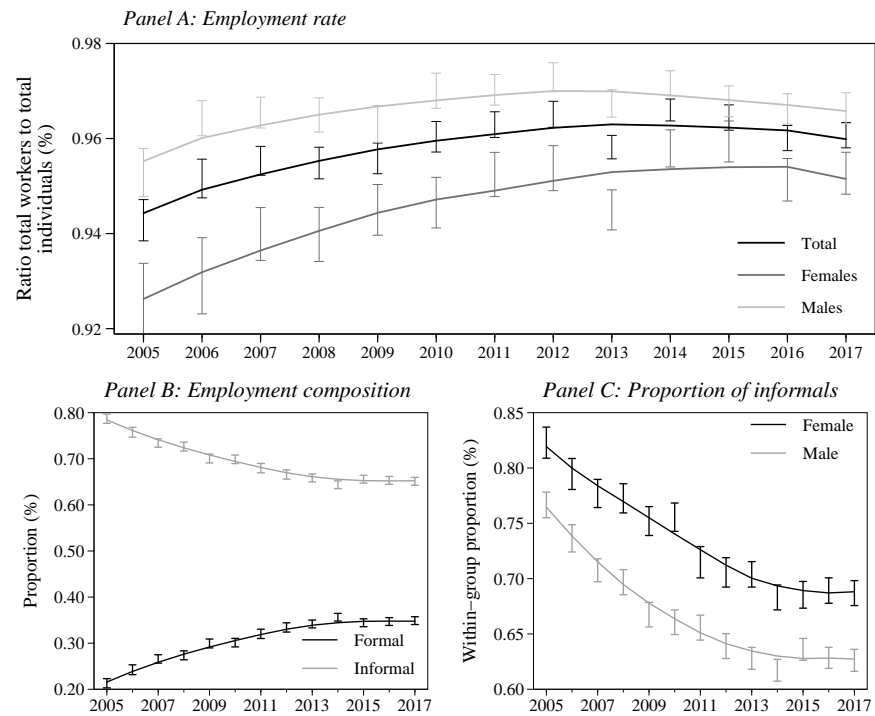 Panel A: Employment rate
Ratio total workers to total
individuals (%)
0.98
0.96
0.94
0.92
Total
Females
Males
2005 2006 2007 2008 2009 2010 2011 2012 2013 2014 2015 2016 2017
Panel B: Employment composition
Proportion (%)
0.80
0.70
0.60
0.50
0.40
0.30
0.20
Formal
Informal
2005 2007 2009 2011 2013 2015 2017
Panel C: Proportion of informals
Within−group proportion (%)
0.85
0.80
0.75
0.70
0.65
0.60
Female
Male
2005 2007 2009 2011 2013 2015 2017